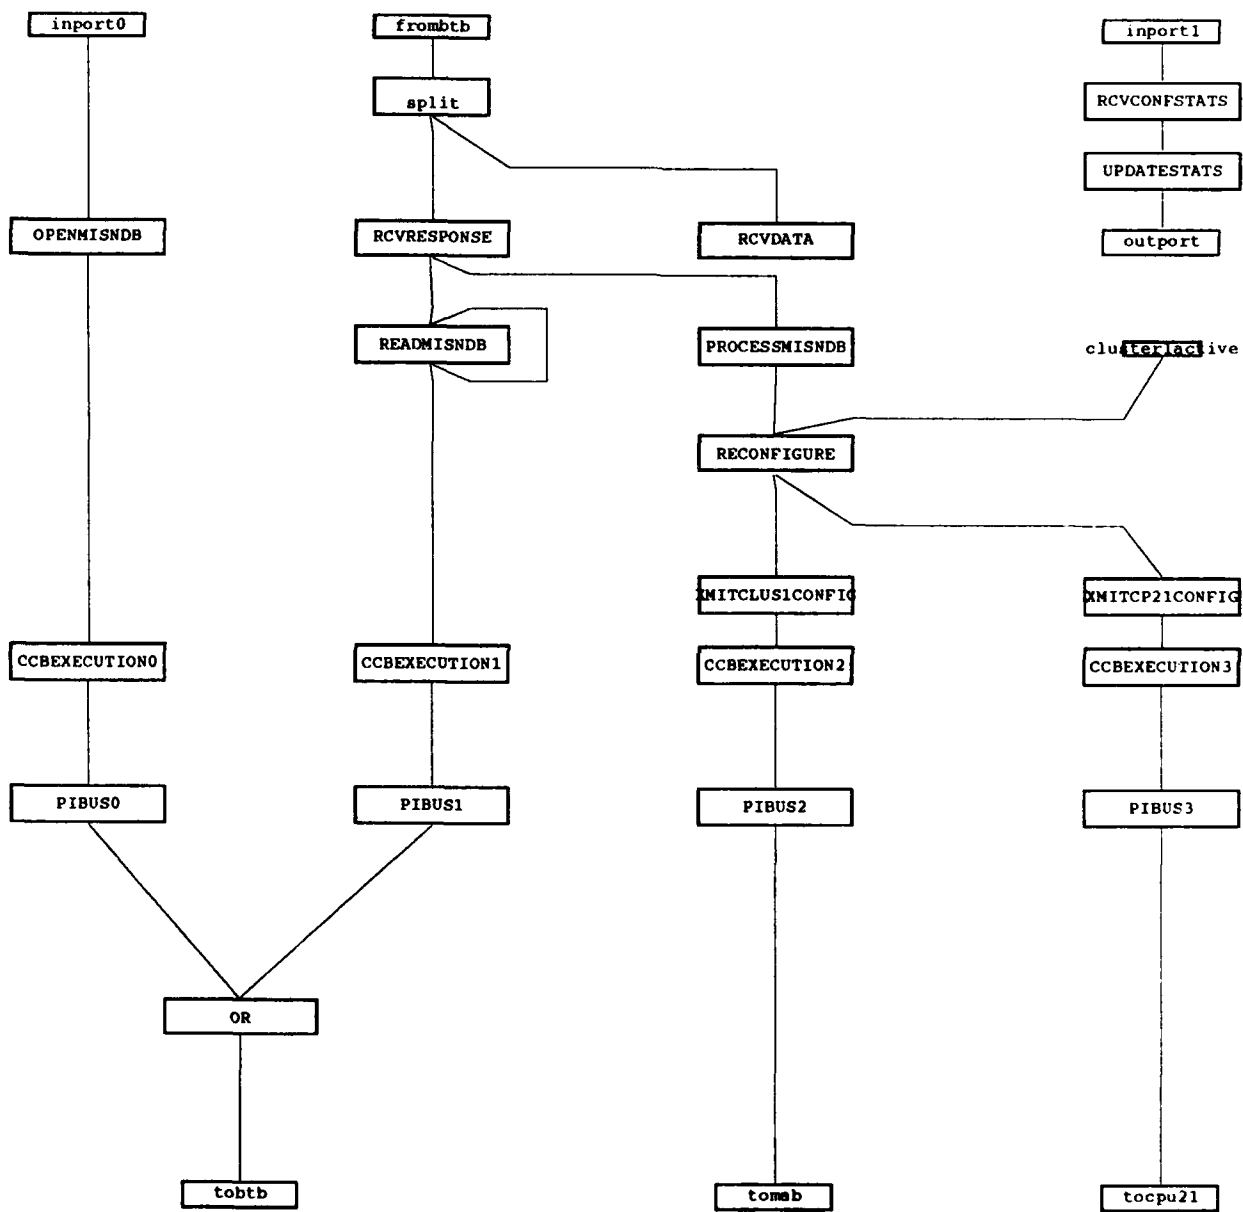 inport0
frombtb
inport1
split
RCVCONFSTATS
UPDATESTATS
OPENMISNDB
RCVRESPONSE
RCVDATA
outport
READMISNDB
PROCESSMISNDB
cluster1active
RECONFIGURE
XMITCLUS1CONFIG
XMITCP21CONFIG
CCBEXECUTION0
CCBEXECUTION1
CCBEXECUTION2
CCBEXECUTION3
PIBUS0
PIBUS1
PIBUS2
PIBUS3
OR
tobtb
tomab
tocpu21